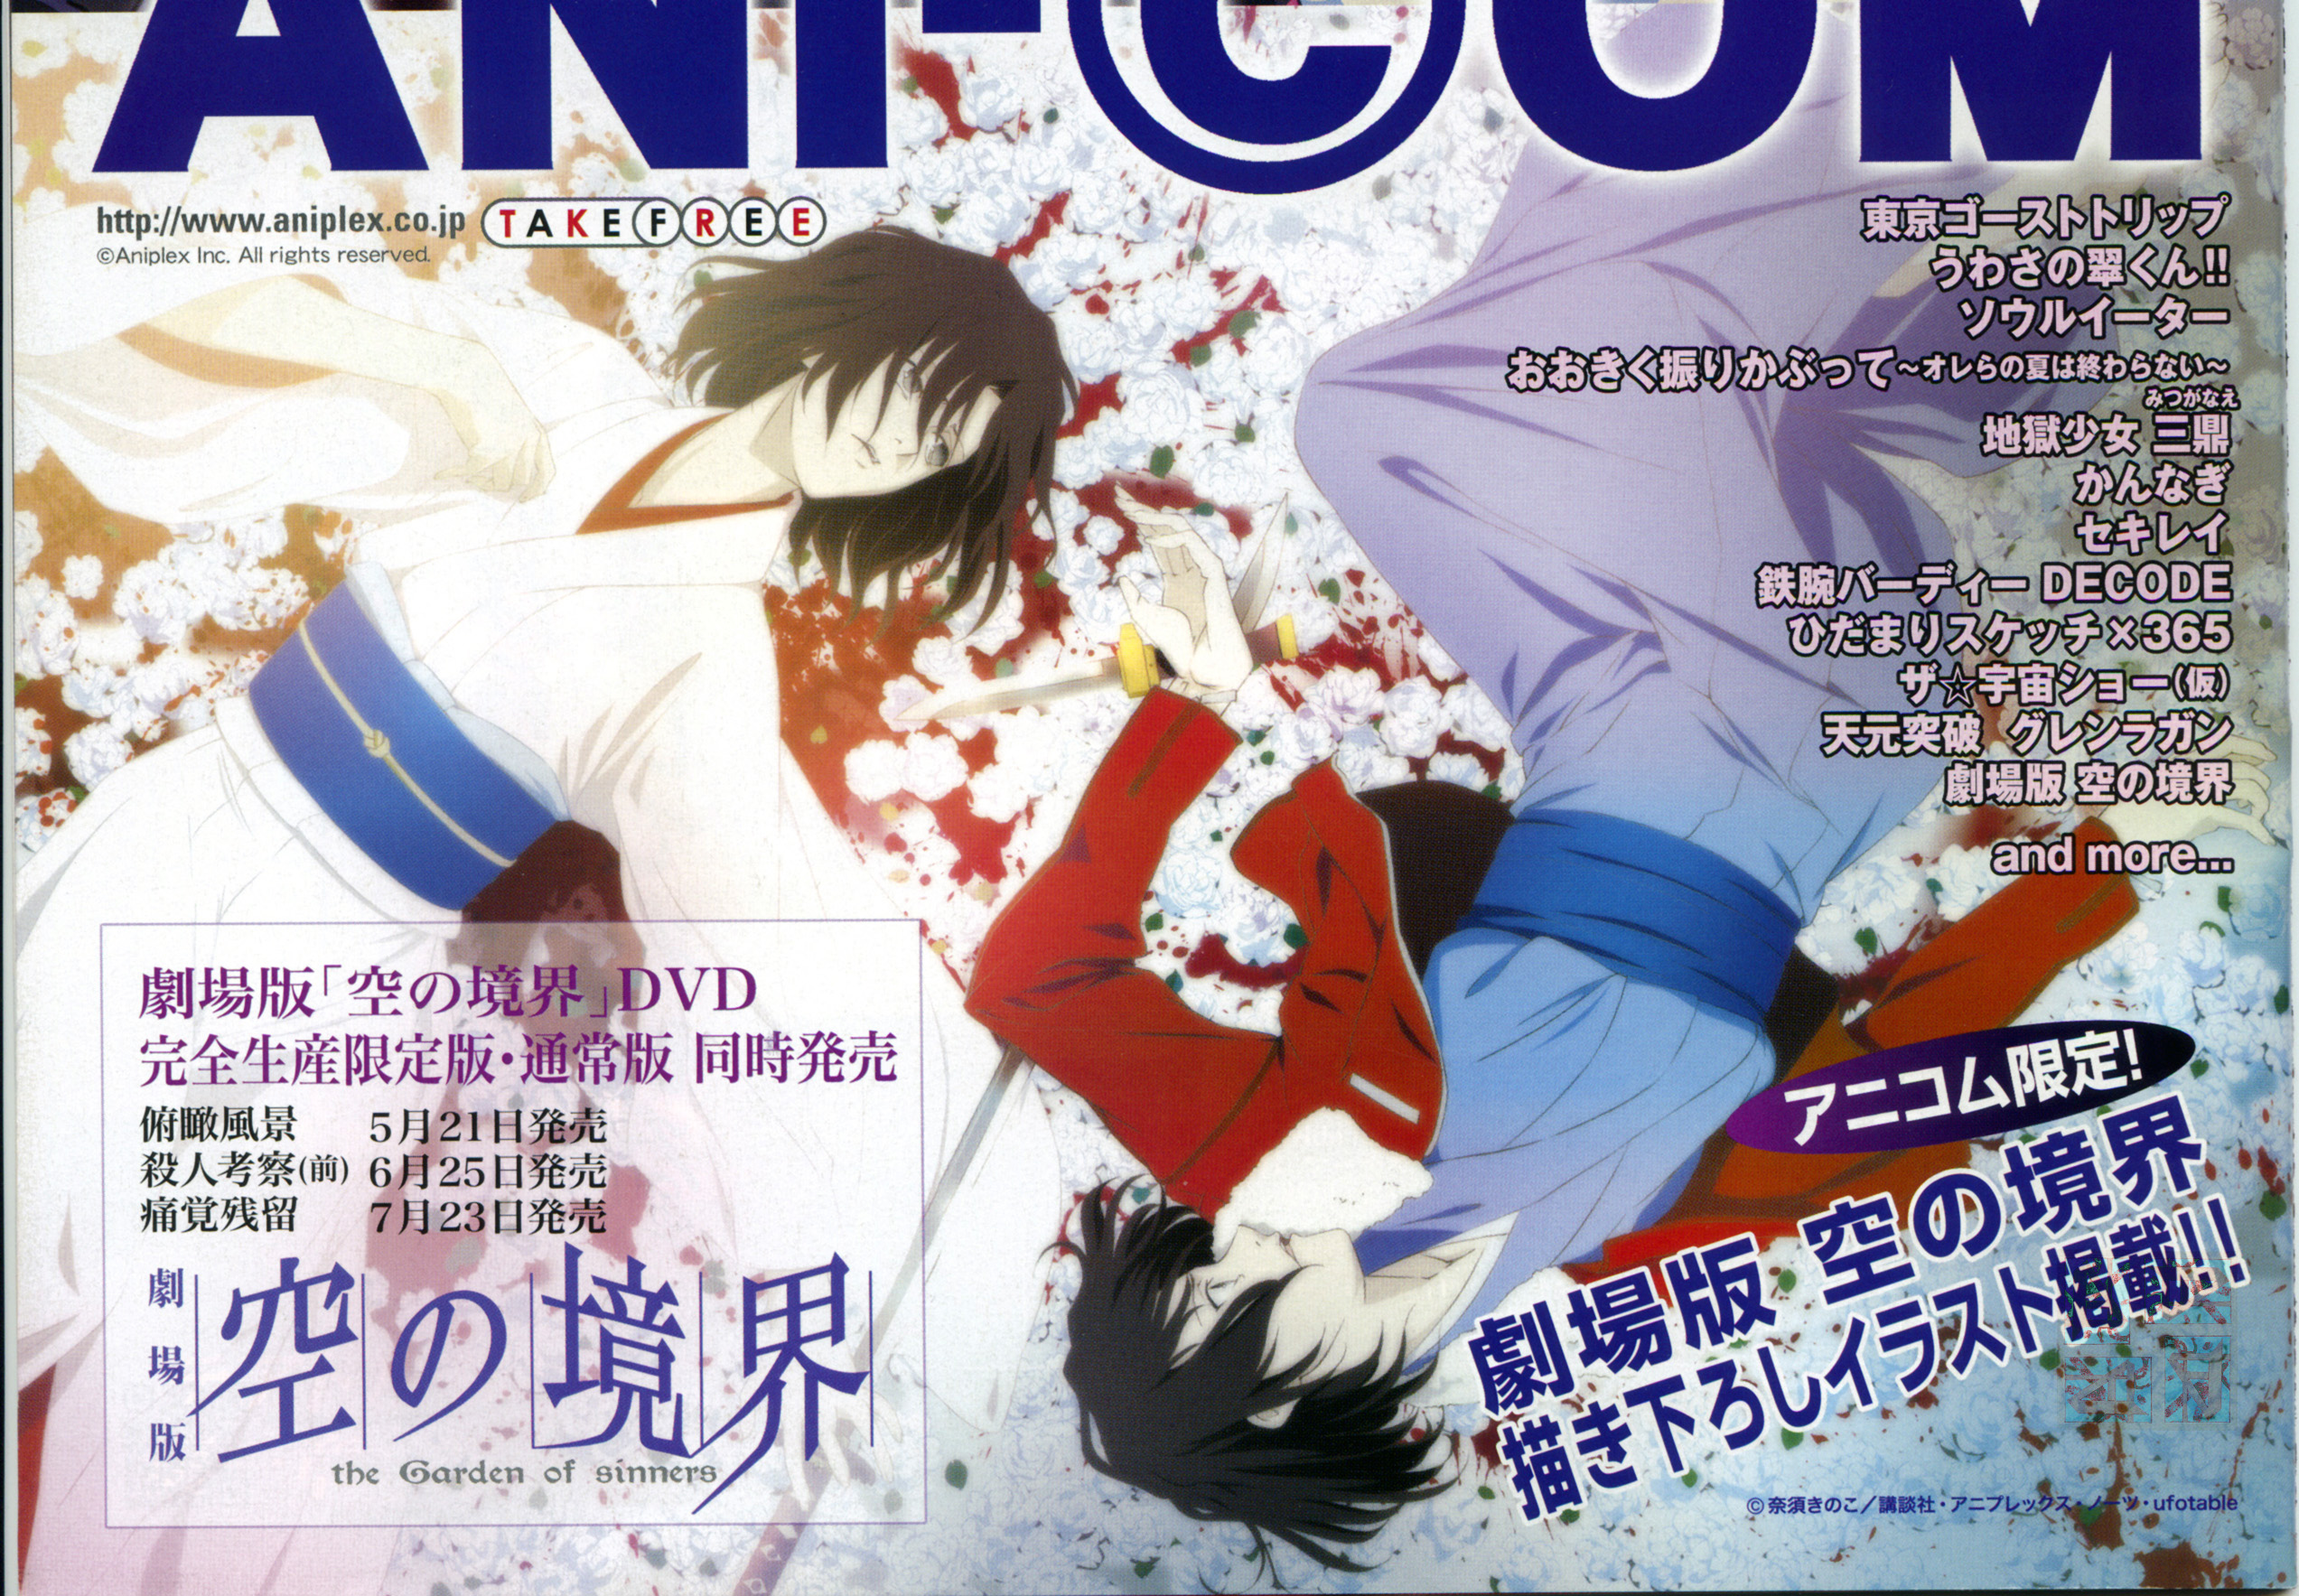 ANI-COM
http://www.aniplex.co.jp TAKE FREE
©Aniplex Inc. All rights reserved.
東京ゴーストトリップ
うわさの翠くん!!
ソウルイーター
おおきく振りかぶって～オレらの夏は終わらない～
みつがなえ
地獄少女 三鼎
かんなぎ
セキレイ
鉄腕バーディー DECODE
ひだまりスケッチ×365
ザ☆宇宙ショー(仮)
天元突破 グレンラガン
劇場版 空の境界
and more...
劇場版「空の境界」DVD
完全生産限定版・通常版 同時発売
俯瞰風景 5月21日発売
殺人考察(前) 6月25日発売
痛覚残留 7月23日発売
劇場版 空の境界
the Garden of sinners
アニコム限定!
劇場版 空の境界
描き下ろしイラスト掲載!!
©奈須きのこ／講談社・アニプレックス・ノーツ・ufotable